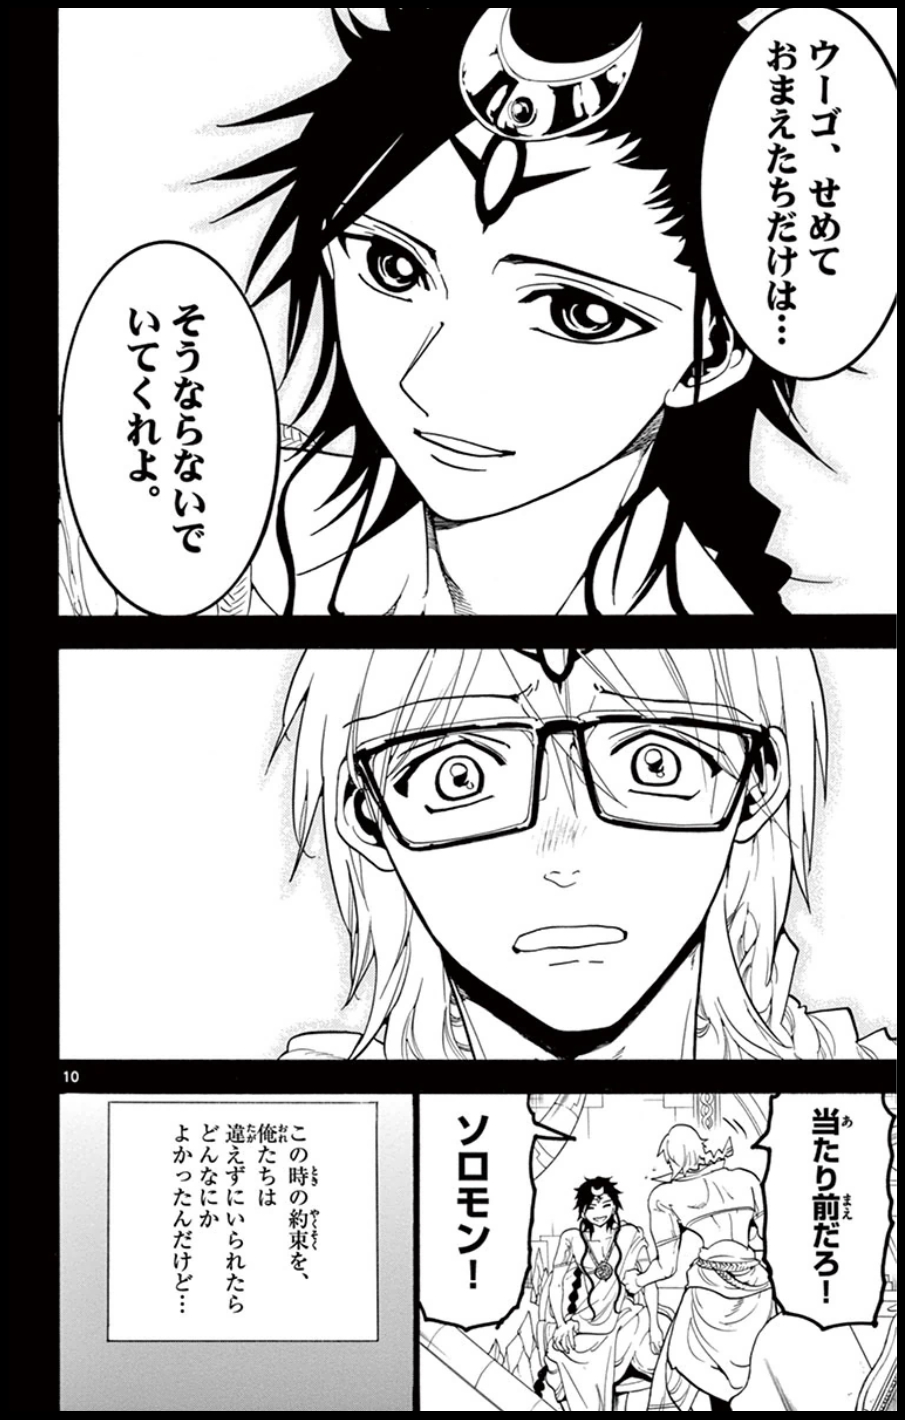 ウーゴ、せめて
おまえたちだけは…
そうならないで
いてくれよ。
10
当たり前だろ!
ソロモン!
この時の約束を、
俺たちは
違えずにいられたら
どんなにか
よかったんだけど…